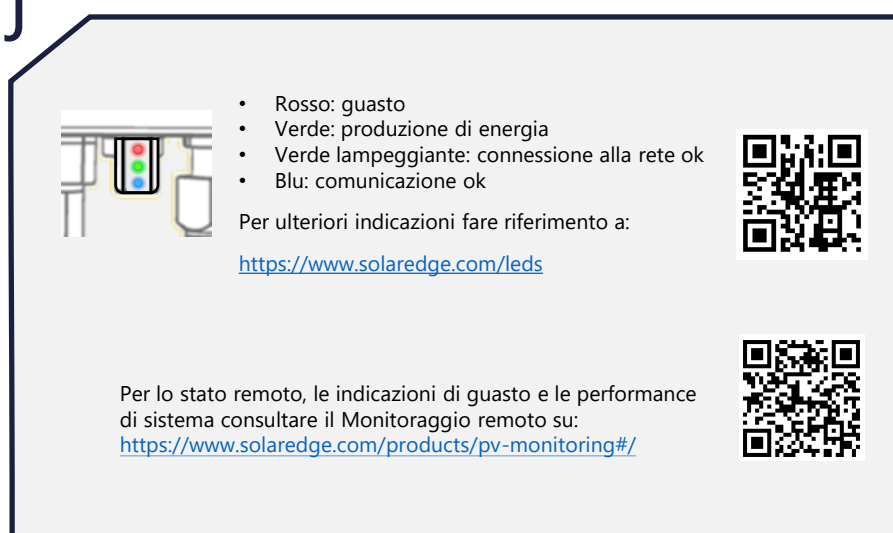 • Rosso: guasto
• Verde: produzione di energia
• Verde lampeggiante: connessione alla rete ok
• Blu: comunicazione ok
Per ulteriori indicazioni fare riferimento a:
https://www.solaredge.com/leds
Per lo stato remoto, le indicazioni di guasto e le performance
di sistema consultare il Monitoraggio remoto su:
https://www.solaredge.com/products/pv-monitoring#/